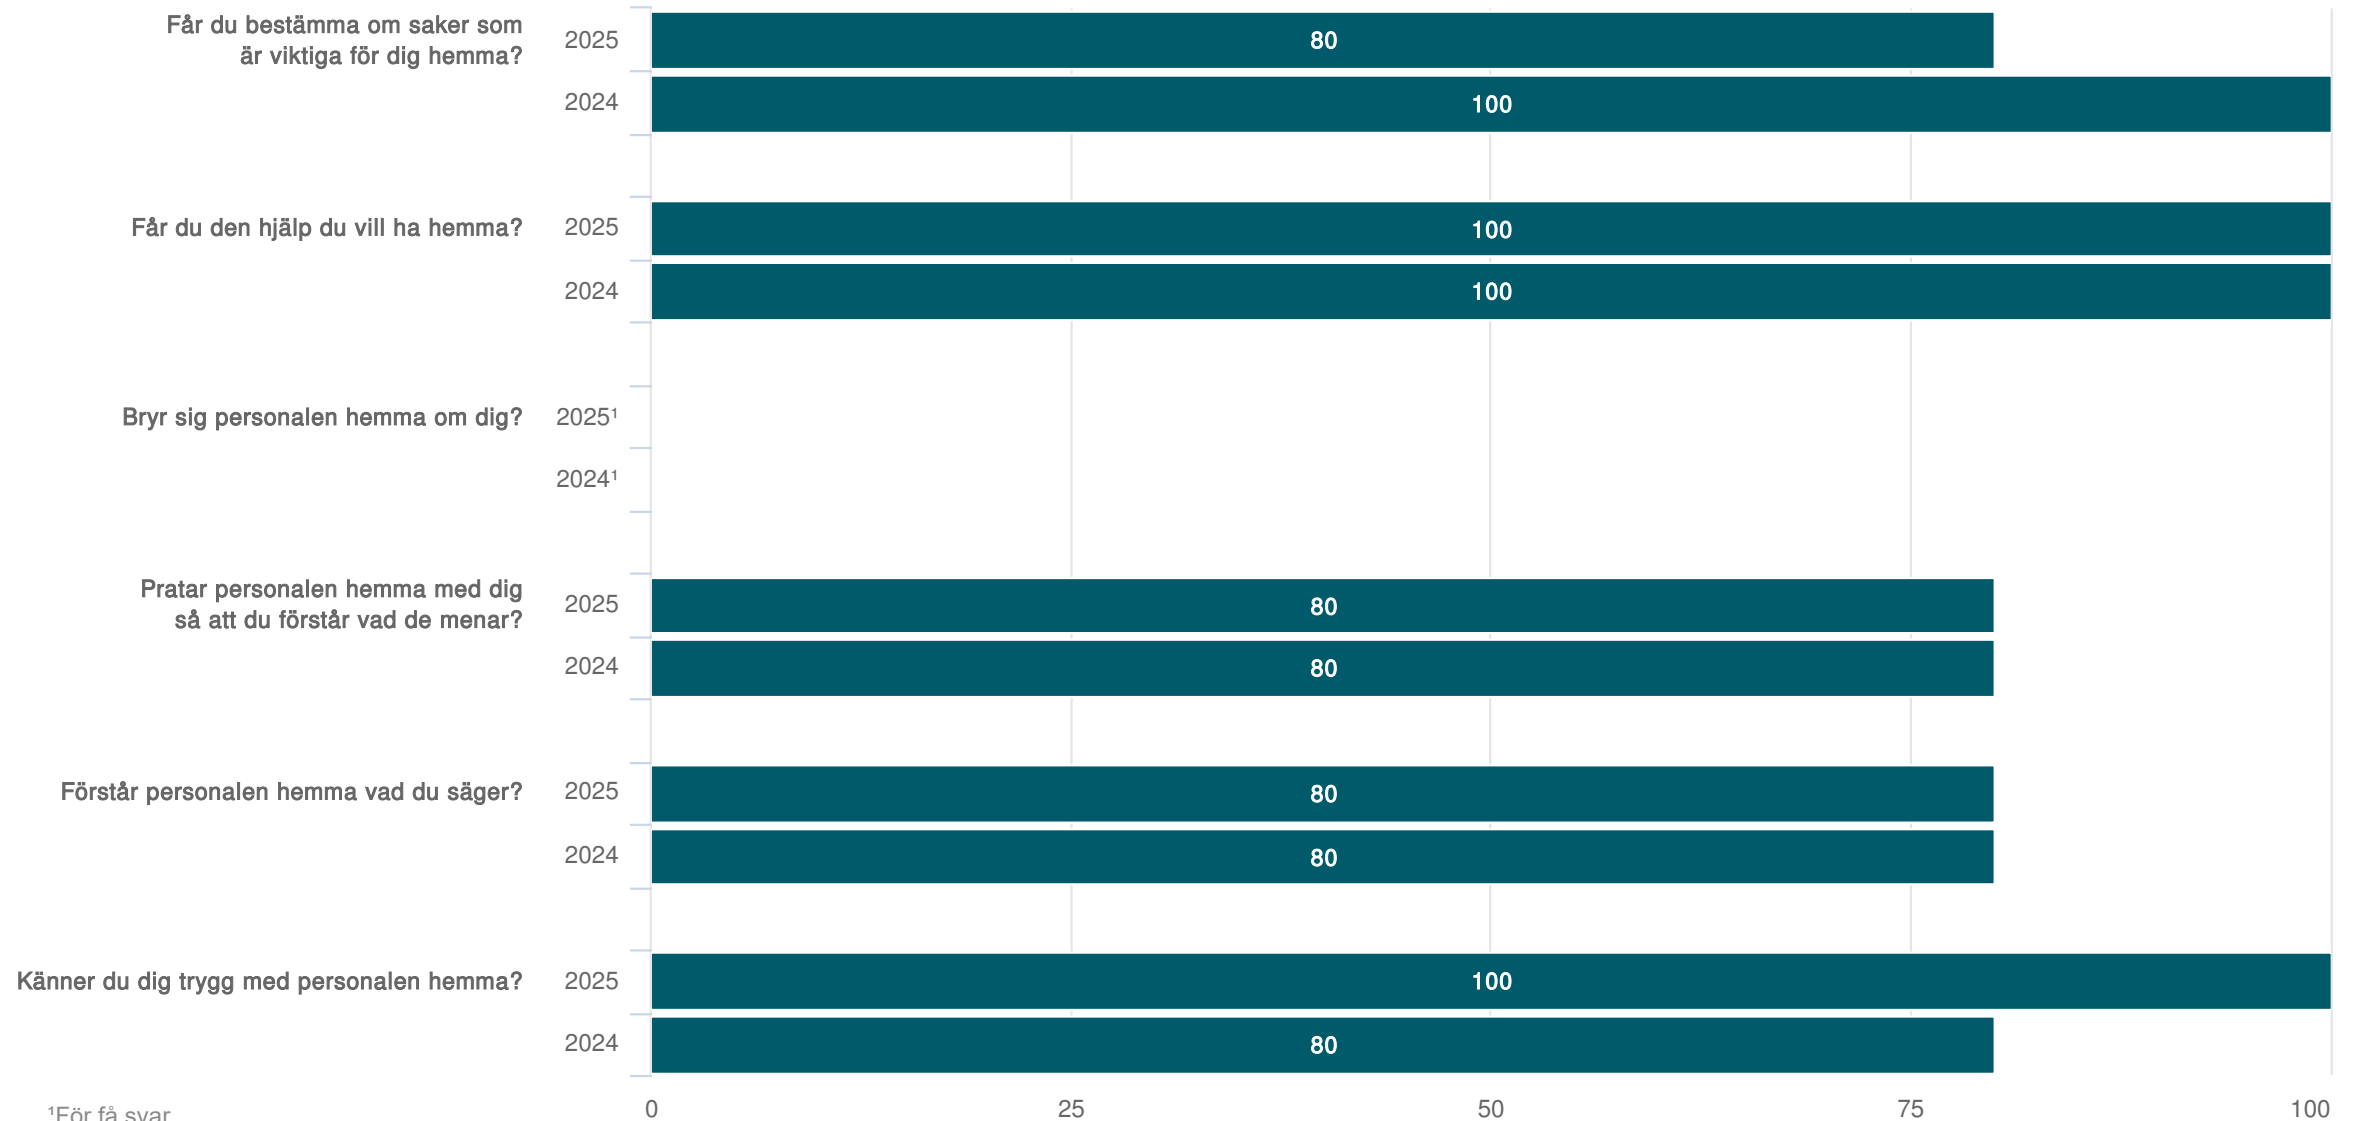 Får du bestämma om saker som
är viktiga för dig hemma?
2025
80
2024
100
Får du den hjälp du vill ha hemma?
2025
100
2024
100
Bryr sig personalen hemma om dig?
2025¹
2024¹
Pratar personalen hemma med dig
så att du förstår vad de menar?
2025
80
2024
80
Förstår personalen hemma vad du säger?
2025
80
2024
80
Känner du dig trygg med personalen hemma?
2025
100
2024
80
0 25 50 75 100
¹För få svar